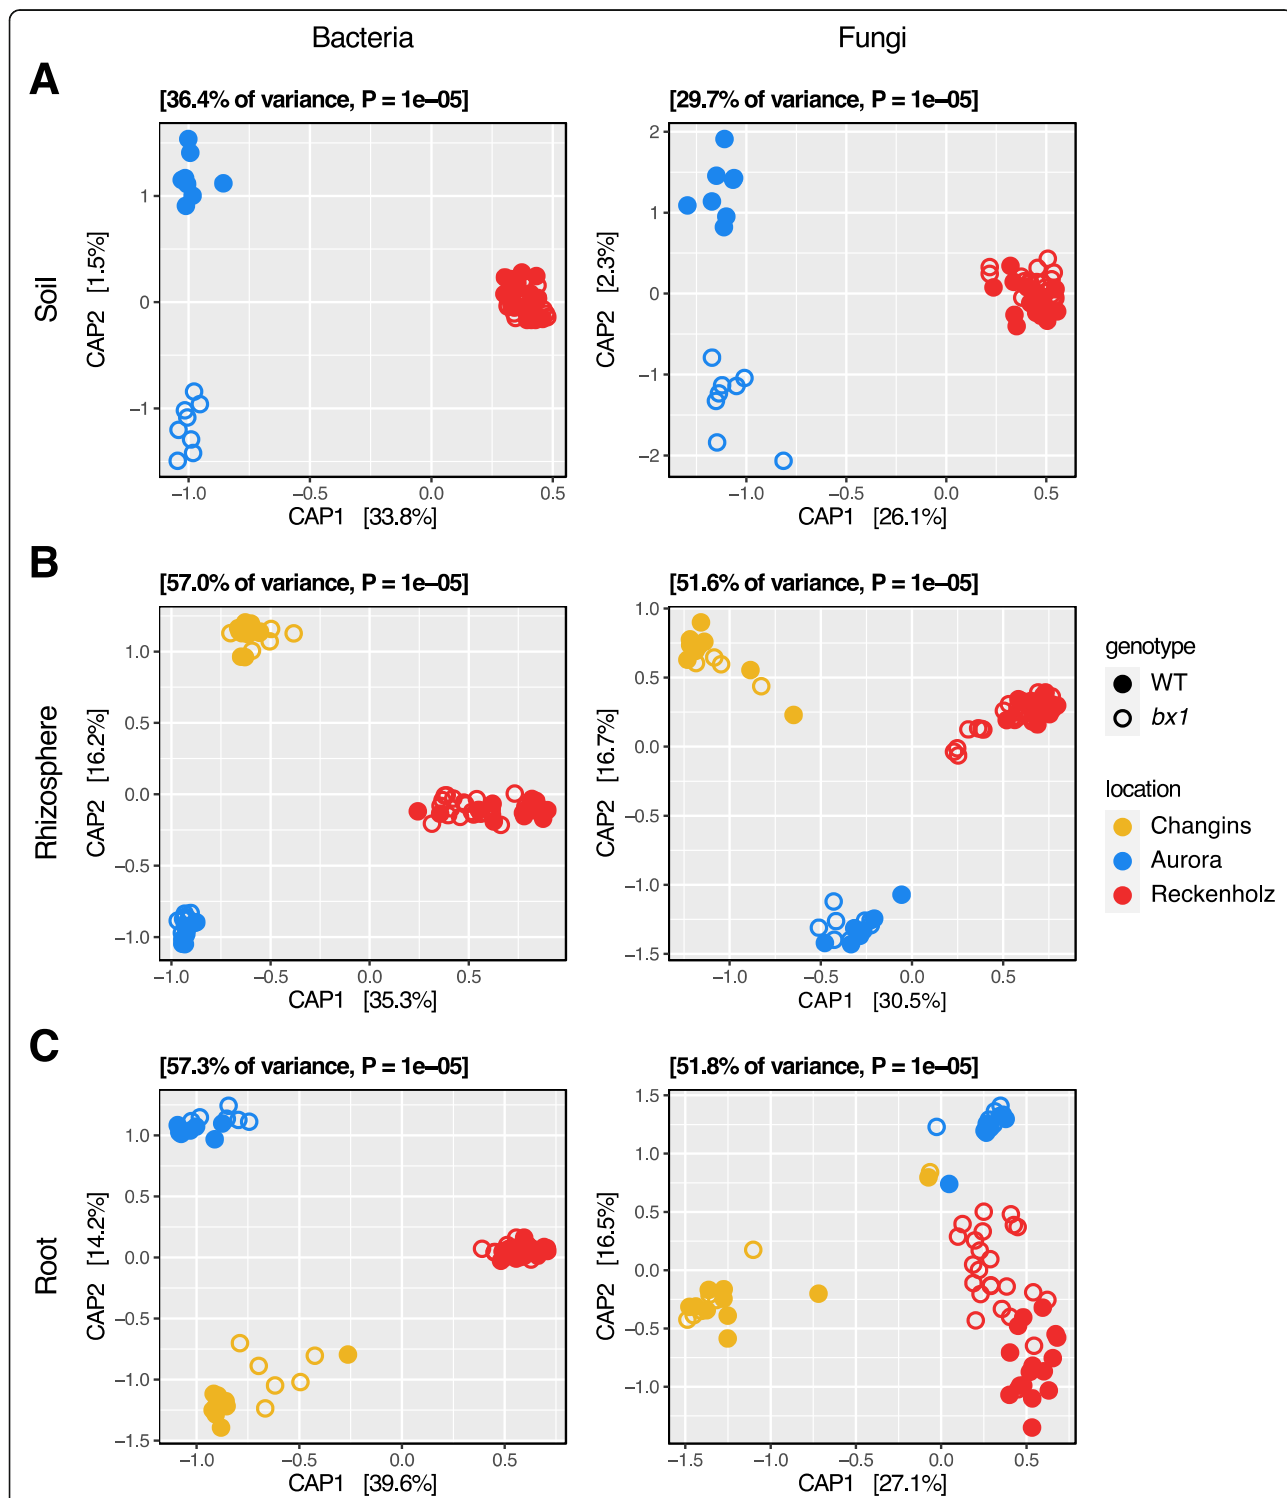 Bacteria
Fungi
A
[36.4% of variance, P = 1e−05]
[29.7% of variance, P = 1e−05]
Soil
CAP2 [1.5%]
1
0
−1
−1.0
−0.5
0.0
0.5
CAP1 [33.8%]
CAP2 [2.3%]
2
1
0
−1
−2
−1.0
−0.5
0.0
0.5
CAP1 [26.1%]
B
[57.0% of variance, P = 1e−05]
[51.6% of variance, P = 1e−05]
Rhizosphere
CAP2 [16.2%]
1.0
0.5
0.0
−0.5
−1.0
−1.0
−0.5
0.0
0.5
CAP1 [35.3%]
CAP2 [16.7%]
1.0
0.5
0.0
−0.5
−1.0
−1.5
−1.0
−0.5
0.0
0.5
CAP1 [30.5%]
genotype
WT
bx1
location
Changins
Aurora
Reckenholz
C
[57.3% of variance, P = 1e−05]
[51.8% of variance, P = 1e−05]
Root
CAP2 [14.2%]
1.0
0.5
0.0
−0.5
−1.0
−1.5
−1.0
−0.5
0.0
0.5
CAP1 [39.6%]
CAP2 [16.5%]
1.5
1.0
0.5
0.0
−0.5
−1.0
−1.5
−1.0
−0.5
0.0
0.5
CAP1 [27.1%]